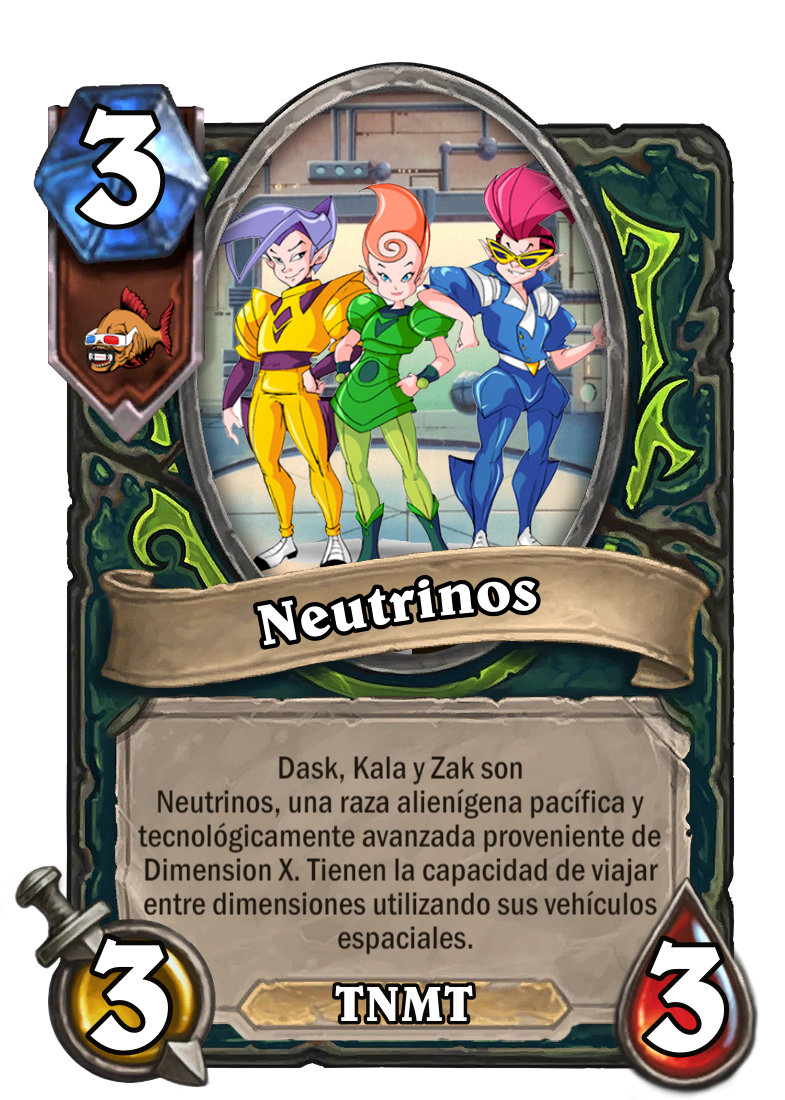 3
Neutrinos
Dask, Kala y Zak son
Neutrinos, una raza alienígena pacífica y
tecnológicamente avanzada proveniente de
Dimension X. Tienen la capacidad de viajar
entre dimensiones utilizando sus vehículos
espaciales.
3
TNMT
3